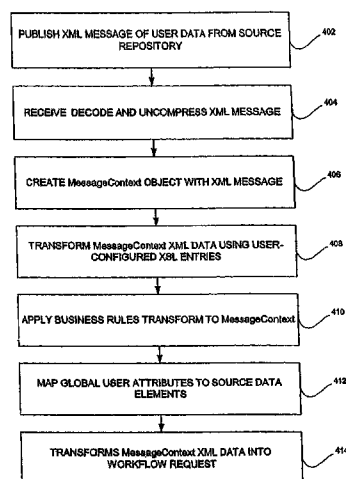 PUBLISH XML MESSAGE OF USER DATA FROM SOURCE
REPOSITORY
402
RECEIVE DECODE AND UNCOMPRESS XML MESSAGE
404
CREATE MessageContext OBJECT WITH XML MESSAGE
406
TRANSFORM MessageContext XML DATA USING USER-
CONFIGURED XSL ENTRIES
408
APPLY BUSINESS RULES TRANSFORM TO MessageContext
410
MAP GLOBAL USER ATTRIBUTES TO SOURCE DATA
ELEMENTS
412
TRANSFORMS MessageContext XML DATA INTO
WORKFLOW REQUEST
414